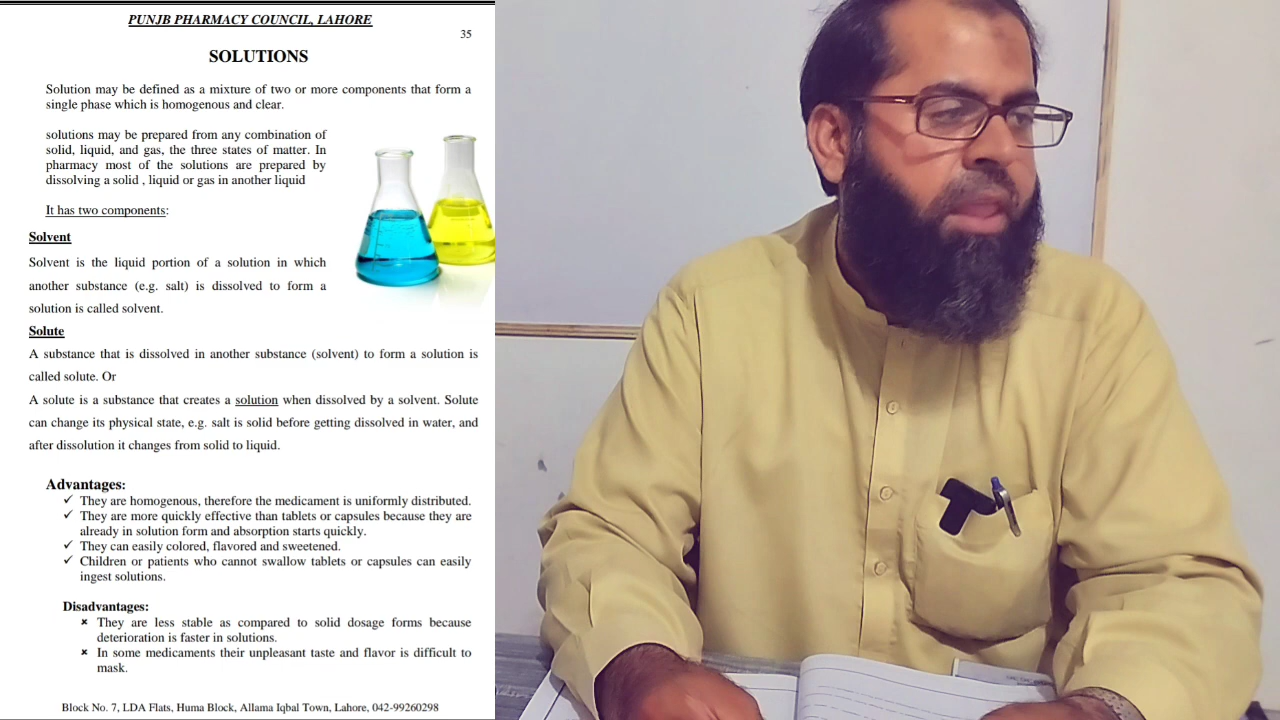 PUNJB PHARMACY COUNCIL, LAHORE
35
SOLUTIONS
Solution may be defined as a mixture of two or more components that form a
single phase which is homogenous and clear.
solutions may be prepared from any combination of
solid, liquid, and gas, the three states of matter. In
pharmacy most of the solutions are prepared by
dissolving a solid , liquid or gas in another liquid
It has two components:
Solvent
Solvent is the liquid portion of a solution in which
another substance (e.g. salt) is dissolved to form a
solution is called solvent.
Solute
A substance that is dissolved in another substance (solvent) to form a solution is
called solute. Or
A solute is a substance that creates a solution when dissolved by a solvent. Solute
can change its physical state, e.g. salt is solid before getting dissolved in water, and
after dissolution it changes from solid to liquid.
Advantages:
✓ They are homogenous, therefore the medicament is uniformly distributed.
✓ They are more quickly effective than tablets or capsules because they are
already in solution form and absorption starts quickly.
✓ They can easily colored, flavored and sweetened.
✓ Children or patients who cannot swallow tablets or capsules can easily
ingest solutions.
Disadvantages:
× They are less stable as compared to solid dosage forms because
deterioration is faster in solutions.
× In some medicaments their unpleasant taste and flavor is difficult to
mask.
Block No. 7, LDA Flats, Huma Block, Allama Iqbal Town, Lahore, 042-99260298